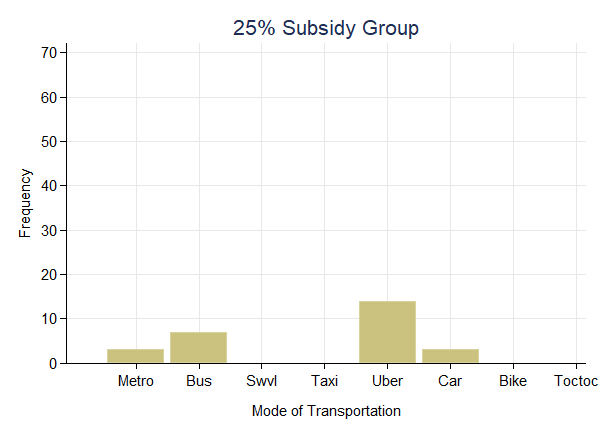 25% Subsidy Group
70
60
50
40
30
20
10
0
Frequency
Metro Bus Swvl Taxi Uber Car Bike Toctoc
Mode of Transportation